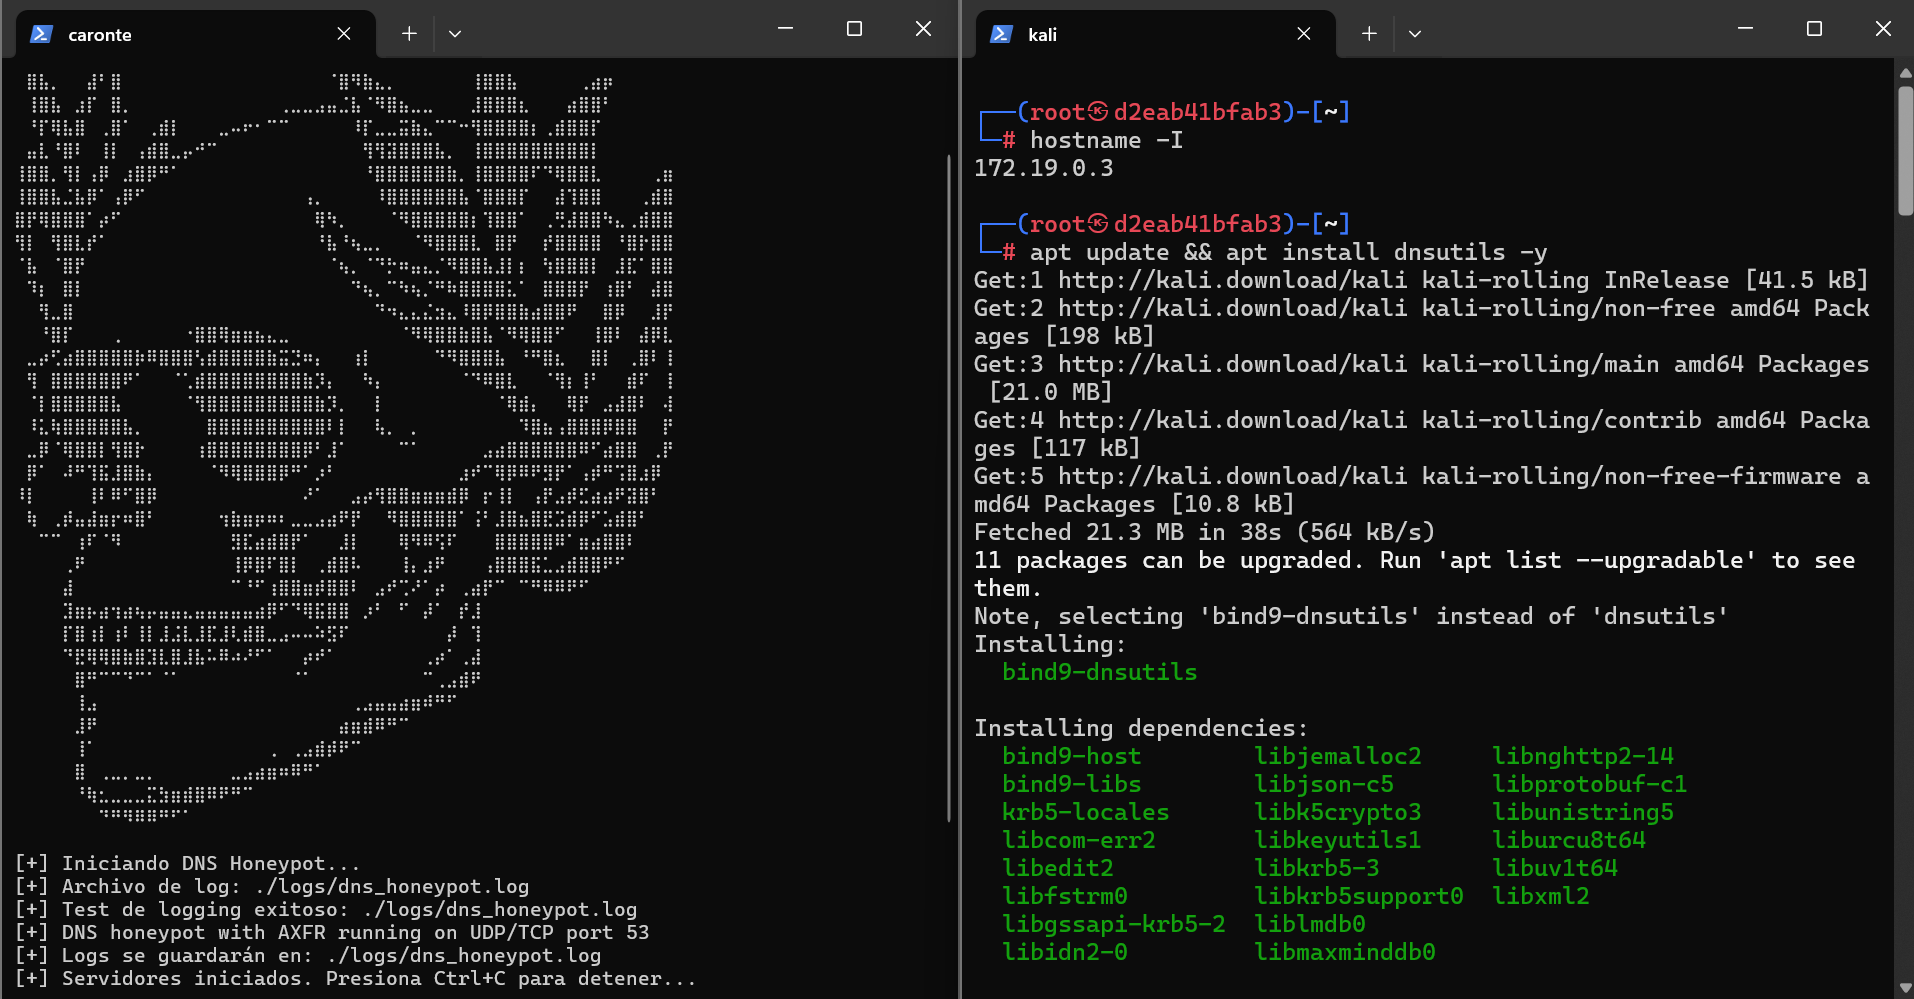 caronte
[+] Iniciando DNS Honeypot...
[+] Archivo de log: ./logs/dns_honeypot.log
[+] Test de logging exitoso: ./logs/dns_honeypot.log
[+] DNS honeypot with AXFR running on UDP/TCP port 53
[+] Logs se guardarán en: ./logs/dns_honeypot.log
[+] Servidores iniciados. Presiona Ctrl+C para detener...
kali
┌──(root㉿d2eab41bfab3)-[~]
└─# hostname -I
172.19.0.3
┌──(root㉿d2eab41bfab3)-[~]
└─# apt update && apt install dnsutils -y
Get:1 http://kali.download/kali kali-rolling InRelease [41.5 kB]
Get:2 http://kali.download/kali kali-rolling/non-free amd64 Pack
ages [198 kB]
Get:3 http://kali.download/kali kali-rolling/main amd64 Packages
[21.0 MB]
Get:4 http://kali.download/kali kali-rolling/contrib amd64 Packa
ges [117 kB]
Get:5 http://kali.download/kali kali-rolling/non-free-firmware a
md64 Packages [10.8 kB]
Fetched 21.3 MB in 38s (564 kB/s)
11 packages can be upgraded. Run 'apt list --upgradable' to see
them.
Note, selecting 'bind9-dnsutils' instead of 'dnsutils'
Installing:
bind9-dnsutils
Installing dependencies:
bind9-host libjemalloc2 libnghttp2-14
bind9-libs libjson-c5 libprotobuf-c1
krb5-locales libk5crypto3 libunistring5
libcom-err2 libkeyutils1 liburcu8t64
libedit2 libkrb5-3 libuv1t64
libfstrm0 libkrb5support0 libxml2
libgssapi-krb5-2 liblmdb0
libidn2-0 libmaxminddb0